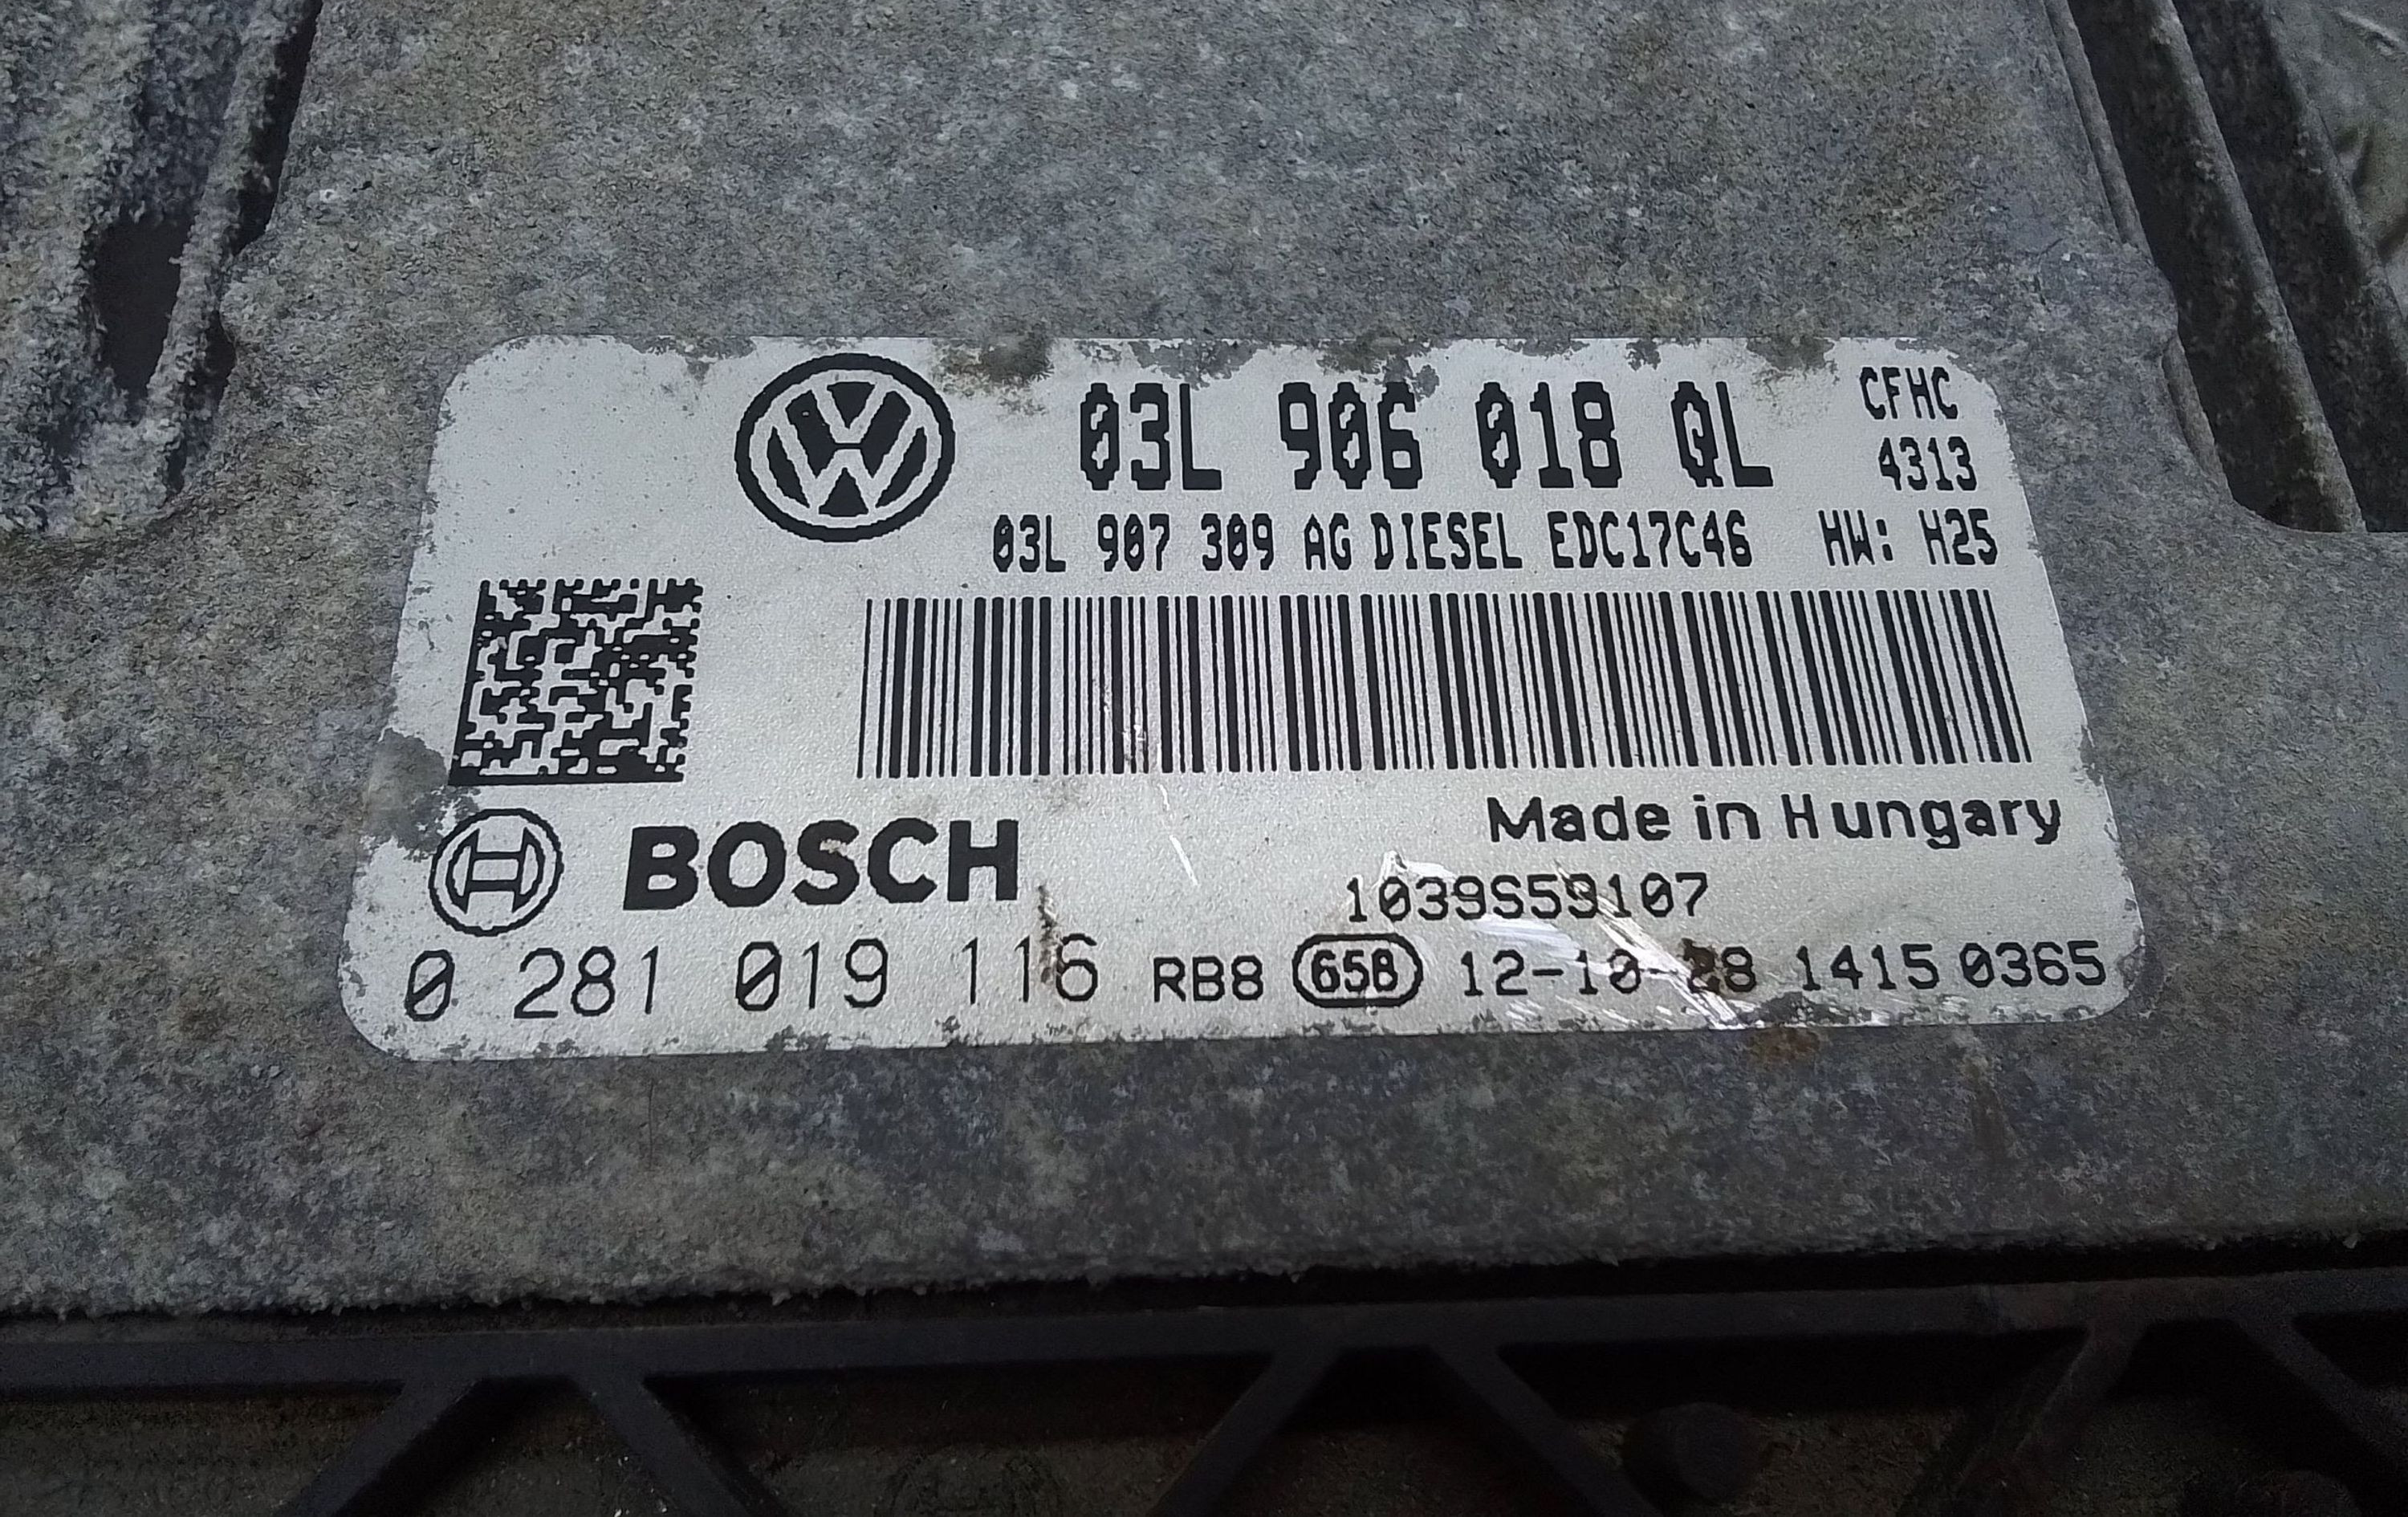 03L 906 018 QL CFHC
4313
03L 907 309 AG DIESEL EDC17C46 HW: H25
Made in Hungary
BOSCH
1039S59107
0 281 019 116 RB8 65B 12-10-28 1415 0365